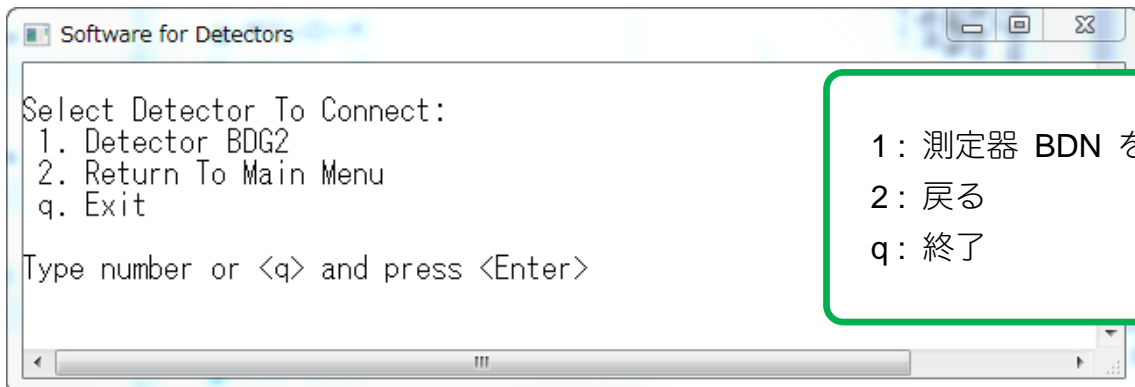 Software for Detectors
Select Detector To Connect:
1. Detector BDG2
2. Return To Main Menu
q. Exit
Type number or <q> and press <Enter>
1 : 測定器 BDN を
2 : 戻る
q : 終了